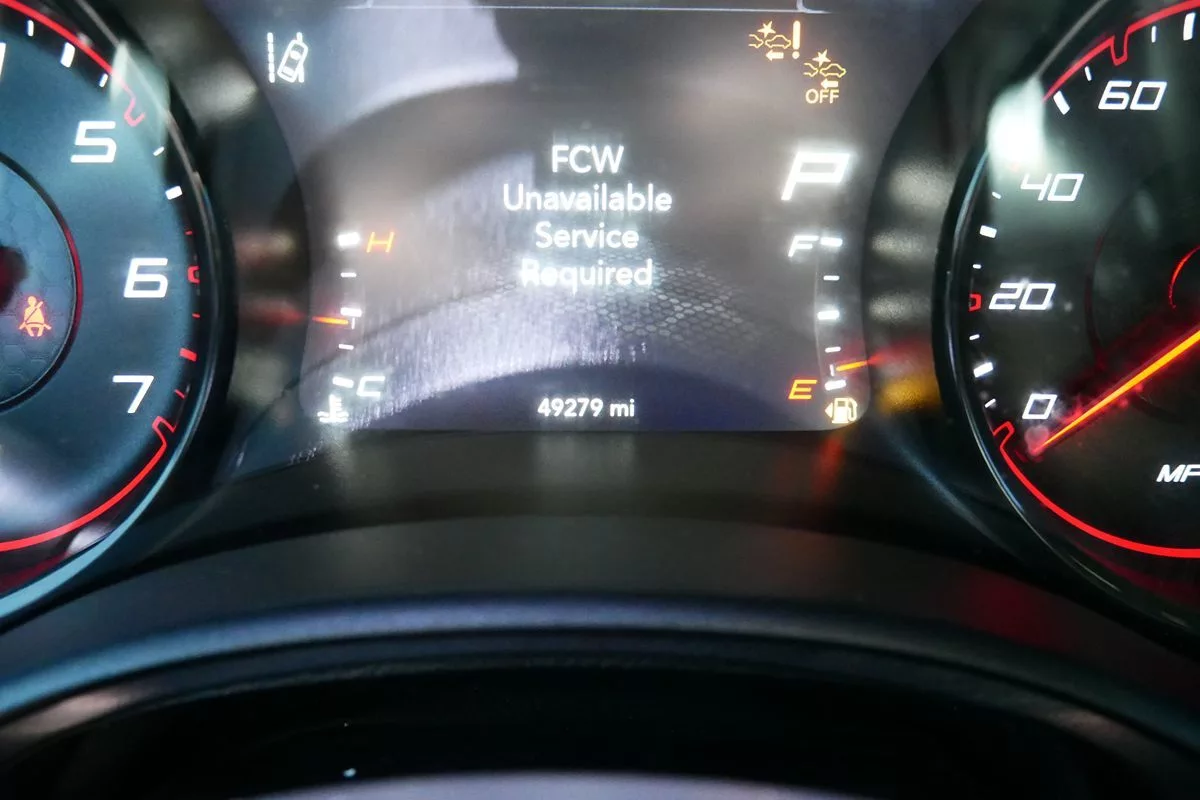 5
6
7
OFF
FCW
Unavailable
Service
Required
P
H
C
F
E
49279 mi
60
40
20
0